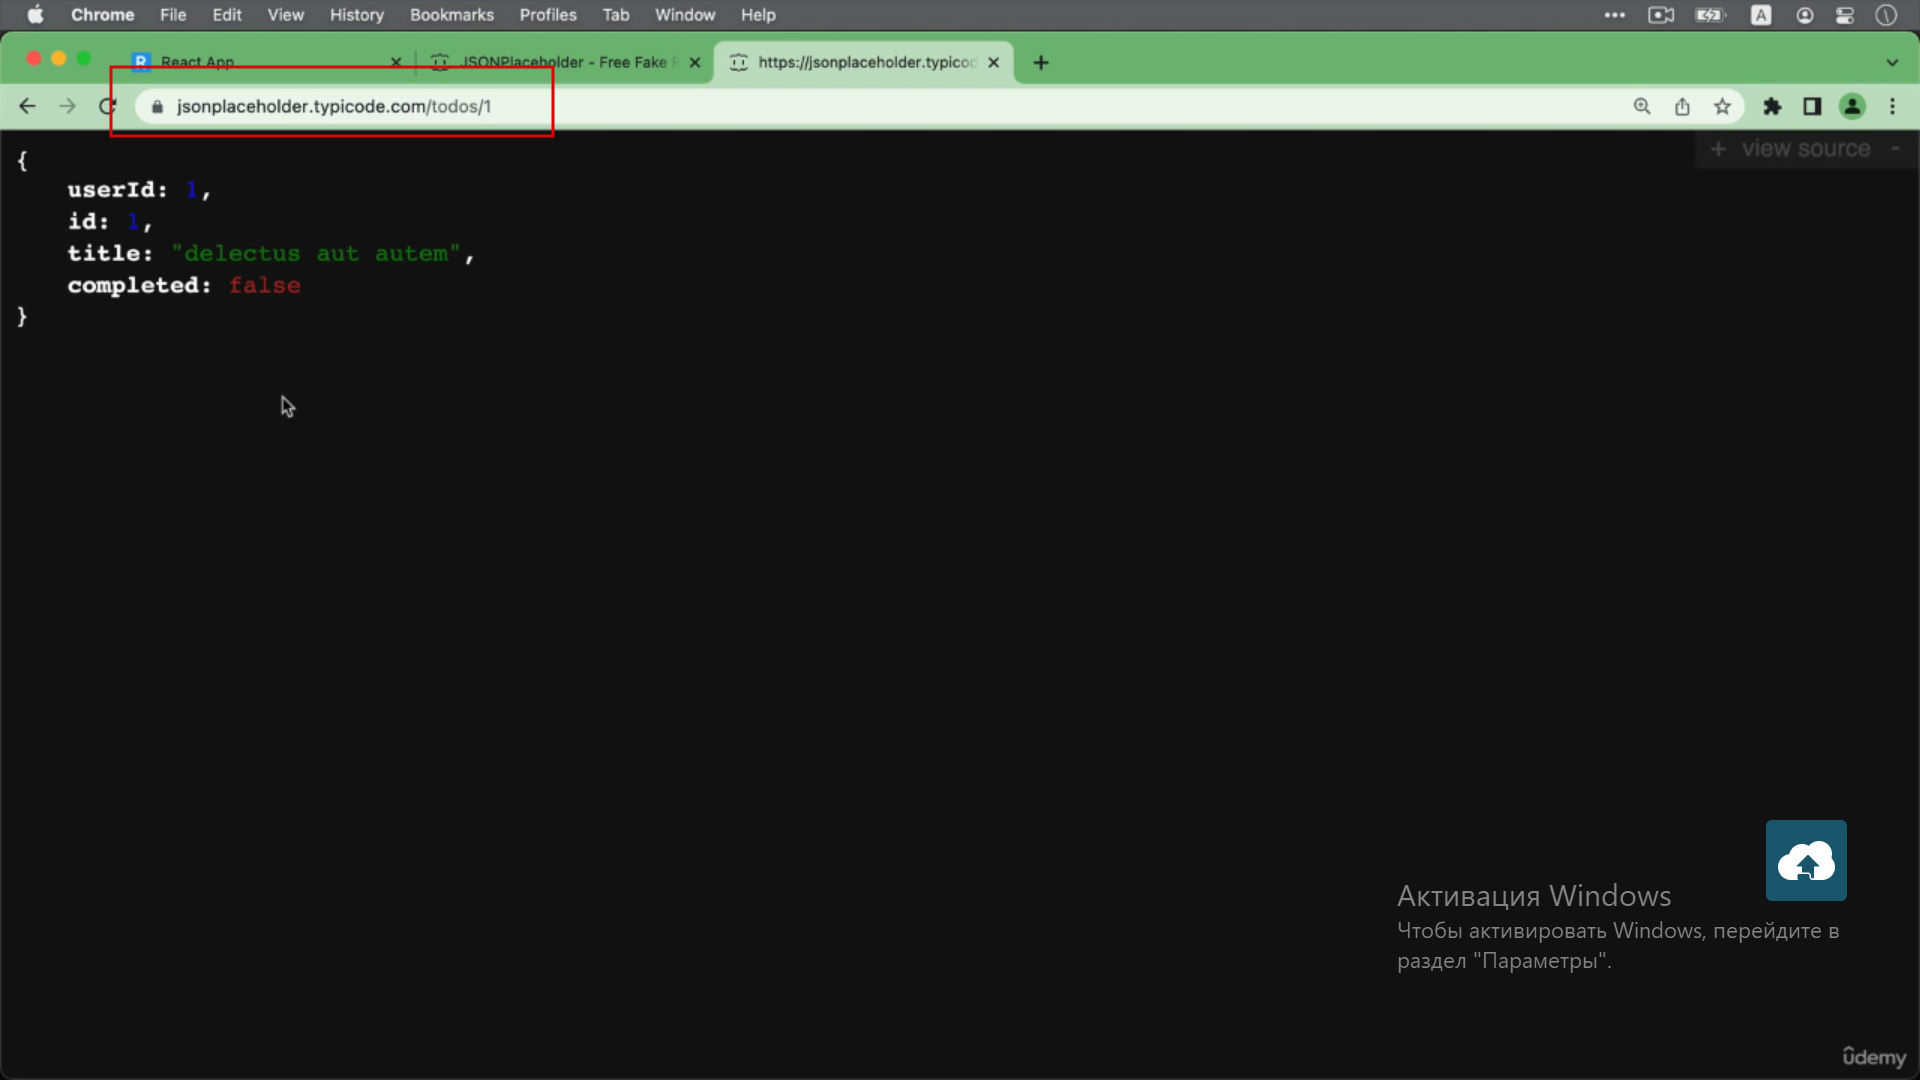 Chrome File Edit View History Bookmarks Profiles Tab Window Help
A
R React App
JSONPlaceholder - Free Fake R
https://jsonplaceholder.typicod
jsonplaceholder.typicode.com/todos/1
+ view source -
{
userId: 1,
id: 1,
title: "delectus aut autem",
completed: false
}
Активация Windows
Чтобы активировать Windows, перейдите в
раздел "Параметры".
ûdemy